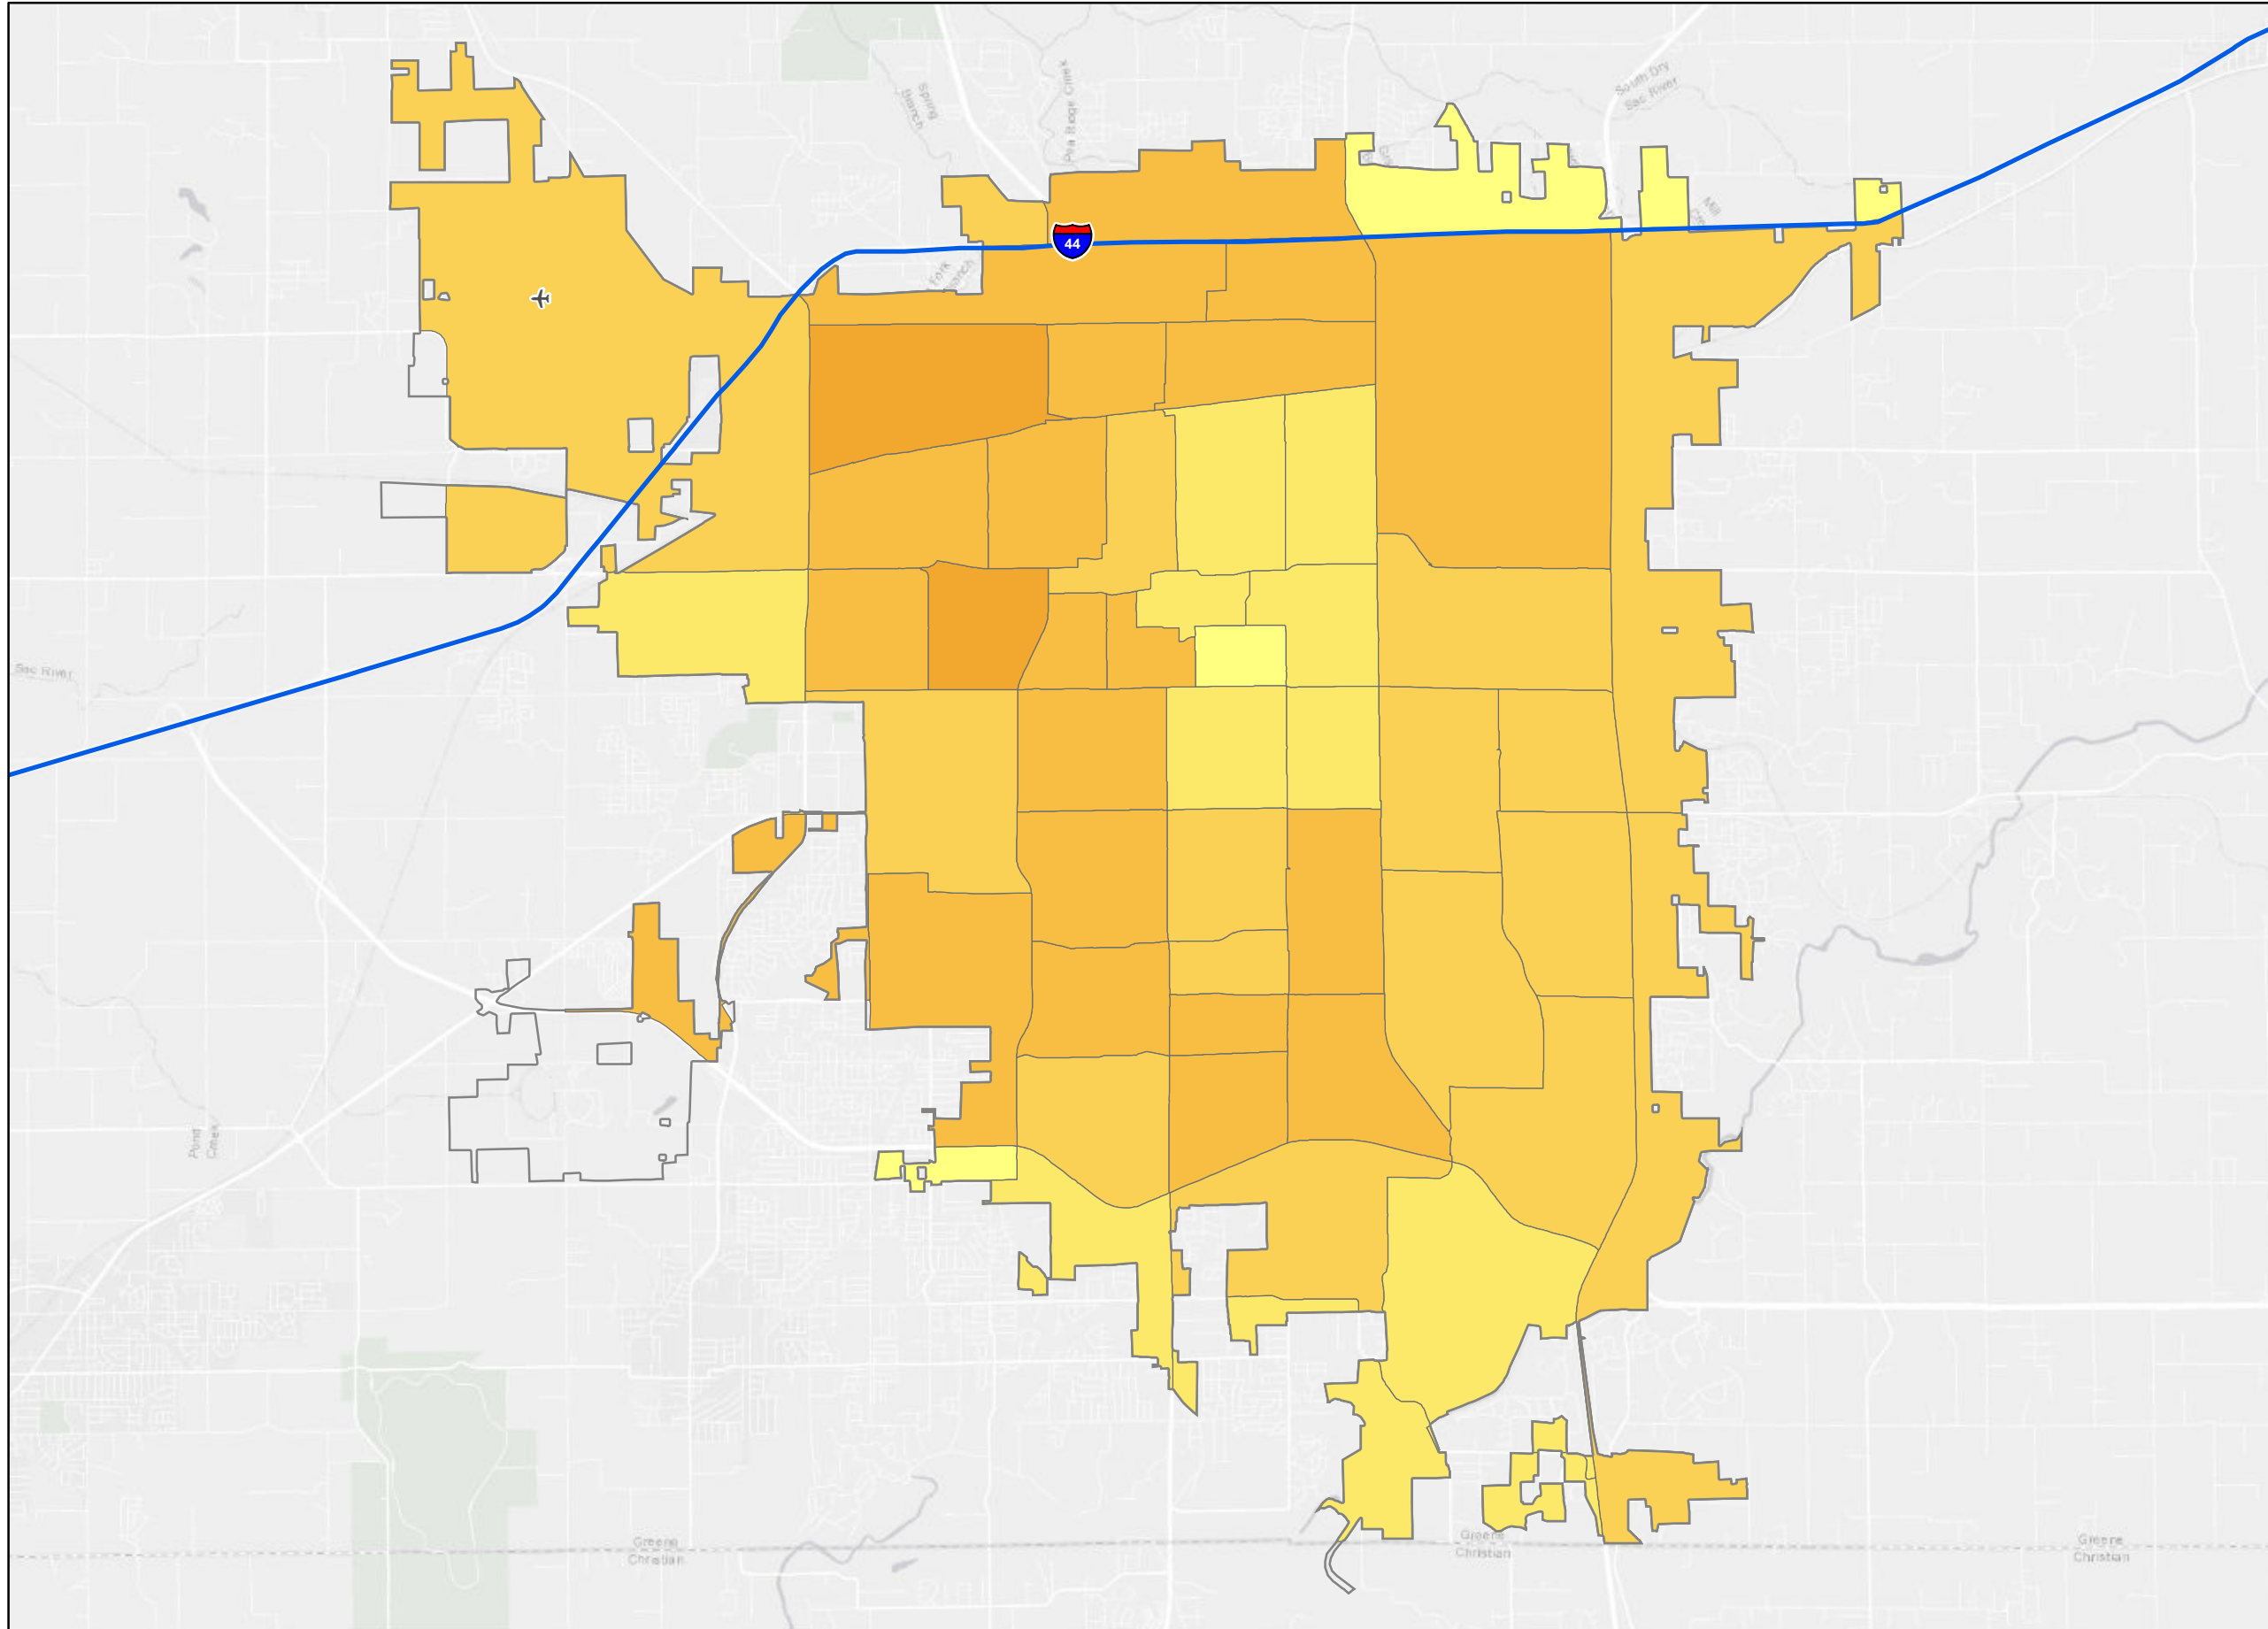 South Dry
Sac River
Spring
Branch
Pea Ridge Creek
Mill
44
Fork
Branch
Sac River
Pond
Creek
Greene
Christian
Greene
Christian
Greene
Christian